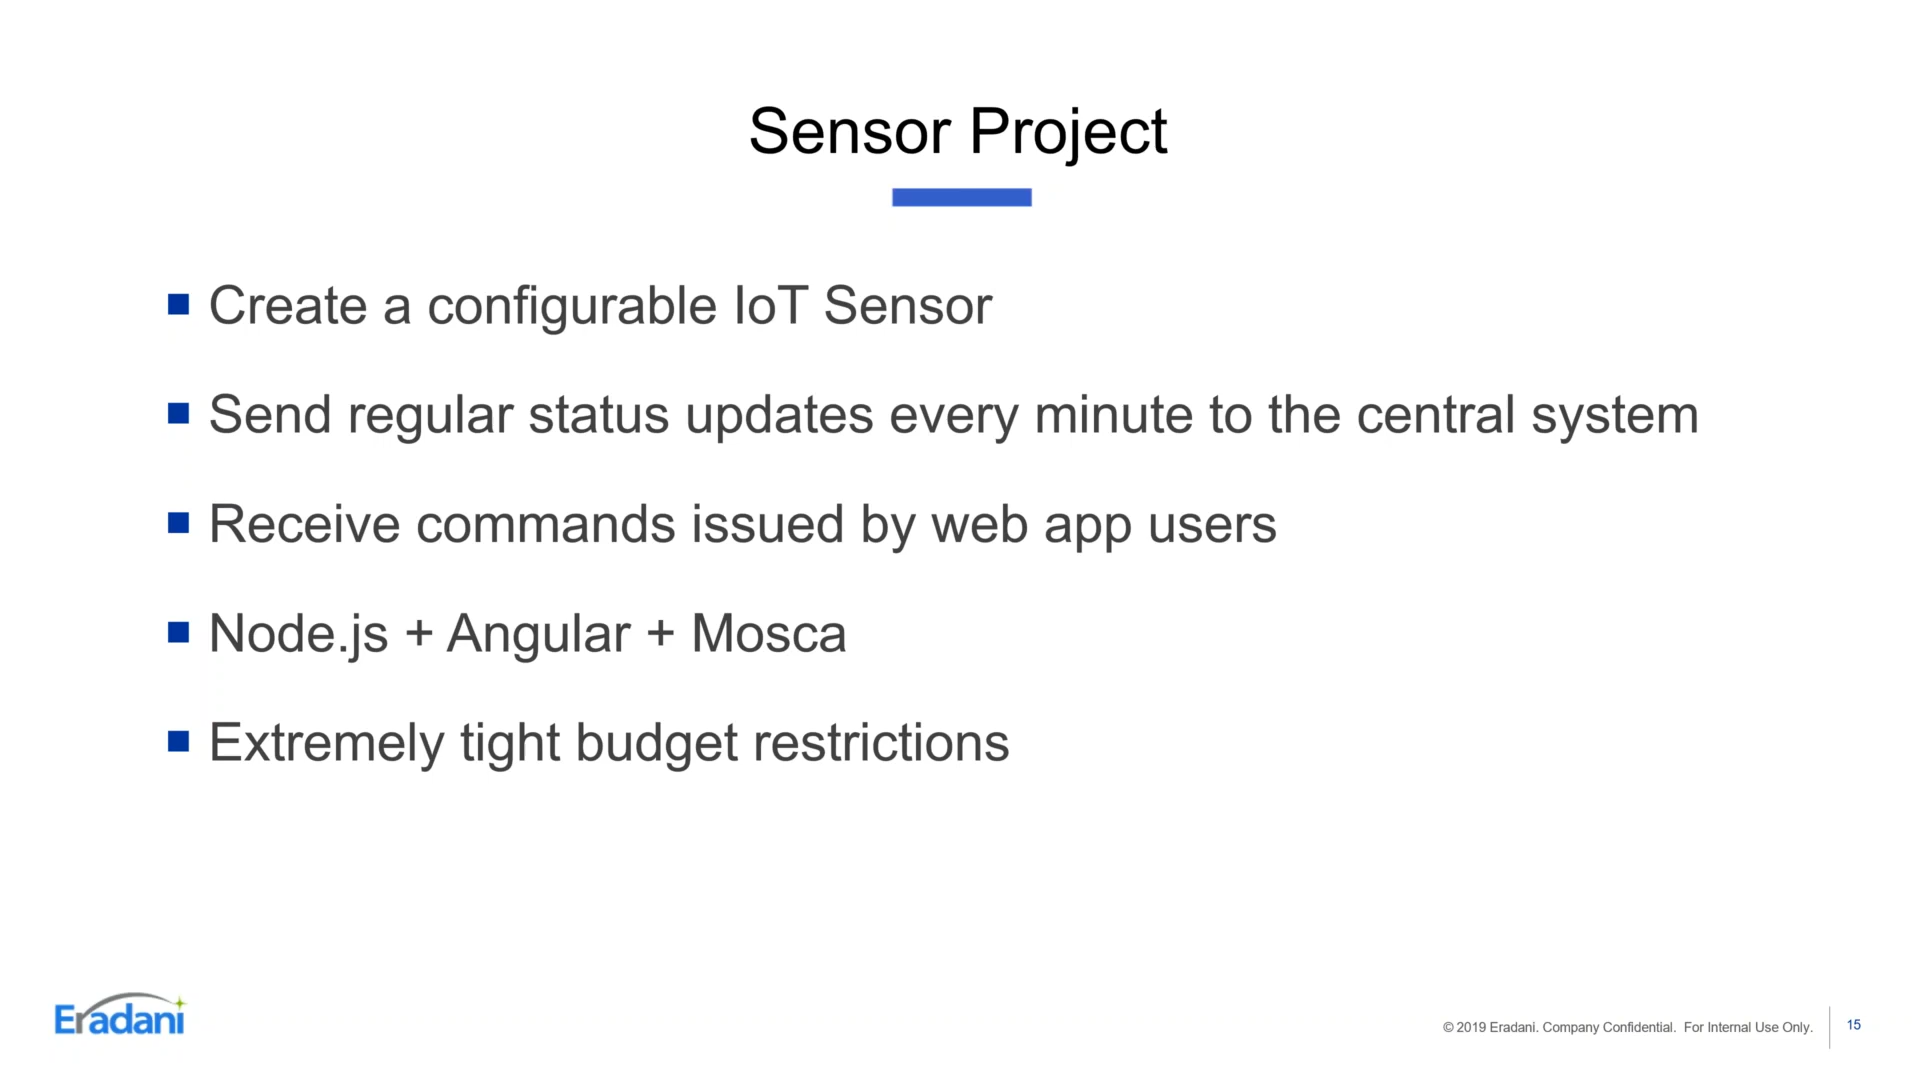 Sensor Project
Create a configurable IoT Sensor
Send regular status updates every minute to the central system
Receive commands issued by web app users
Node.js + Angular + Mosca
Extremely tight budget restrictions
Eradani
© 2019 Eradani. Company Confidential. For Internal Use Only.
15